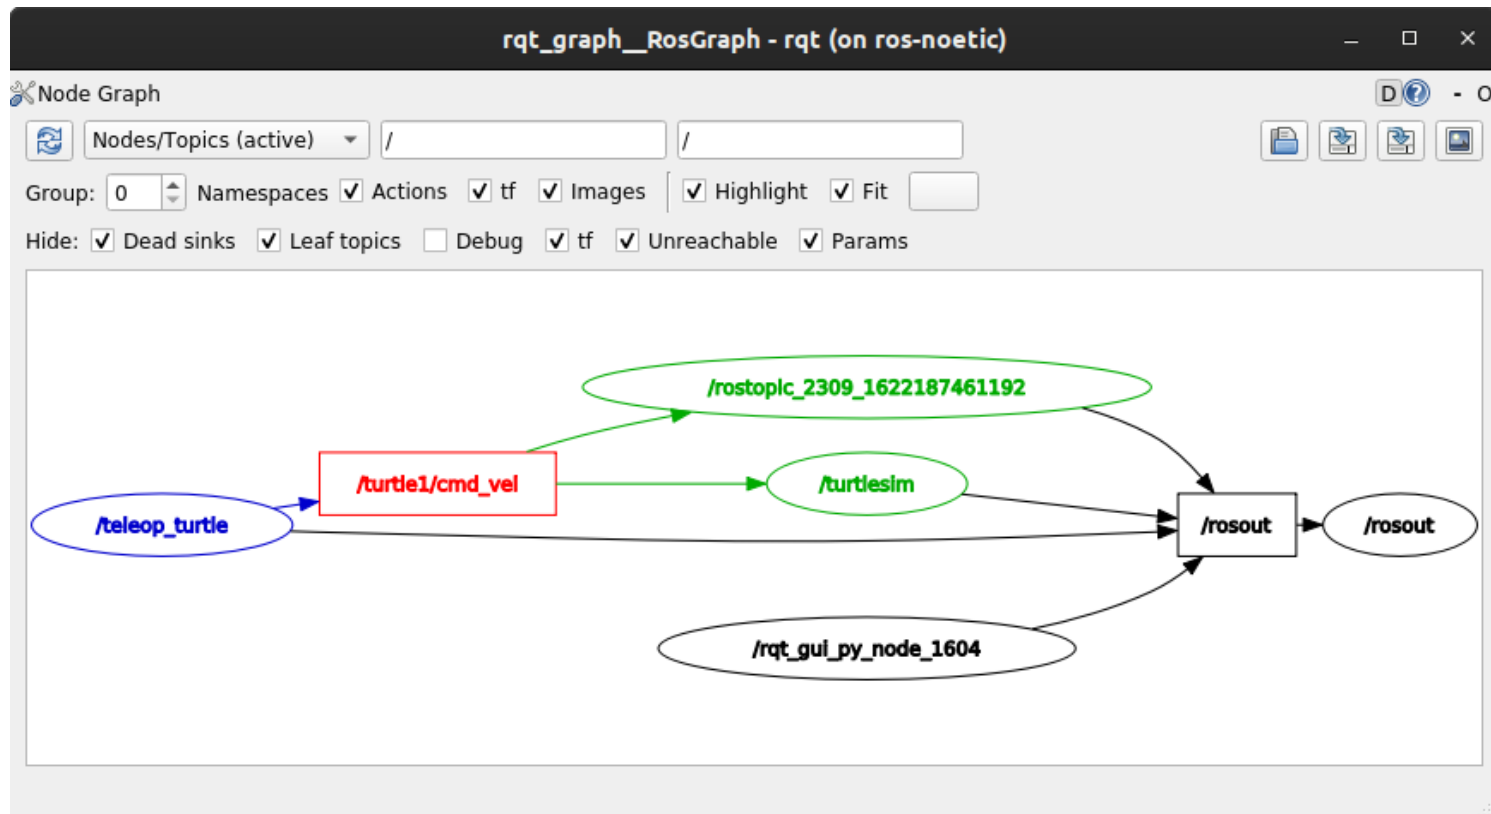 rqt_graph__RosGraph - rqt (on ros-noetic)
Node Graph
D ? - O
Nodes/Topics (active) / /
Group: 0 Namespaces Actions tf Images Highlight Fit
Hide: Dead sinks Leaf topics Debug tf Unreachable Params
/rostopic_2309_1622187461192
/turtle1/cmd_vel /turtlesim
/teleop_turtle /rosout /rosout
/rqt_gui_py_node_1604